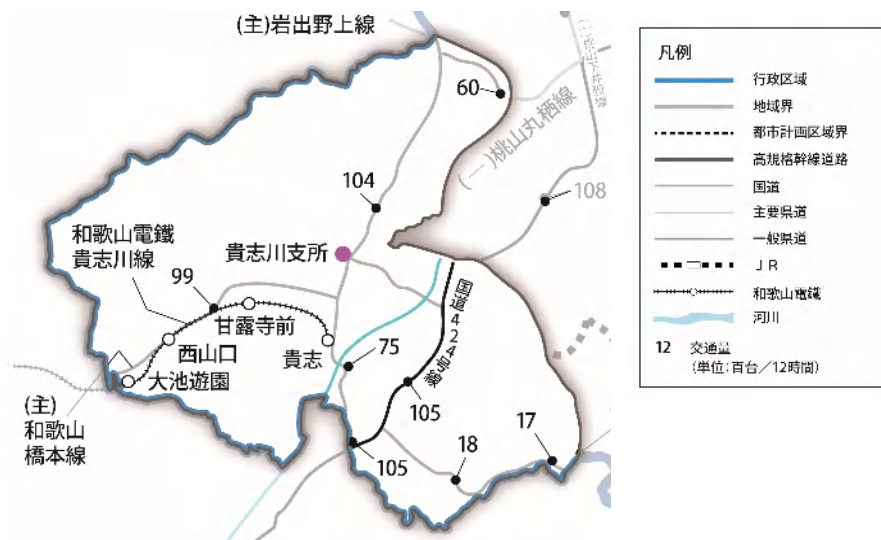 (主)岩出野上線
60
(一)桃山丸栖線
108
104
和歌山電鐵
貴志川線
99
貴志川支所
国道424号線
甘露寺前
西山口
貴志
大池遊園
75
105
(主)
和歌山
橋本線
105
18
17
凡例
行政区域
地域界
都市計画区域界
高規格幹線道路
国道
主要県道
一般県道
ＪＲ
和歌山電鐵
河川
12 交通量
(単位：百台／12時間)